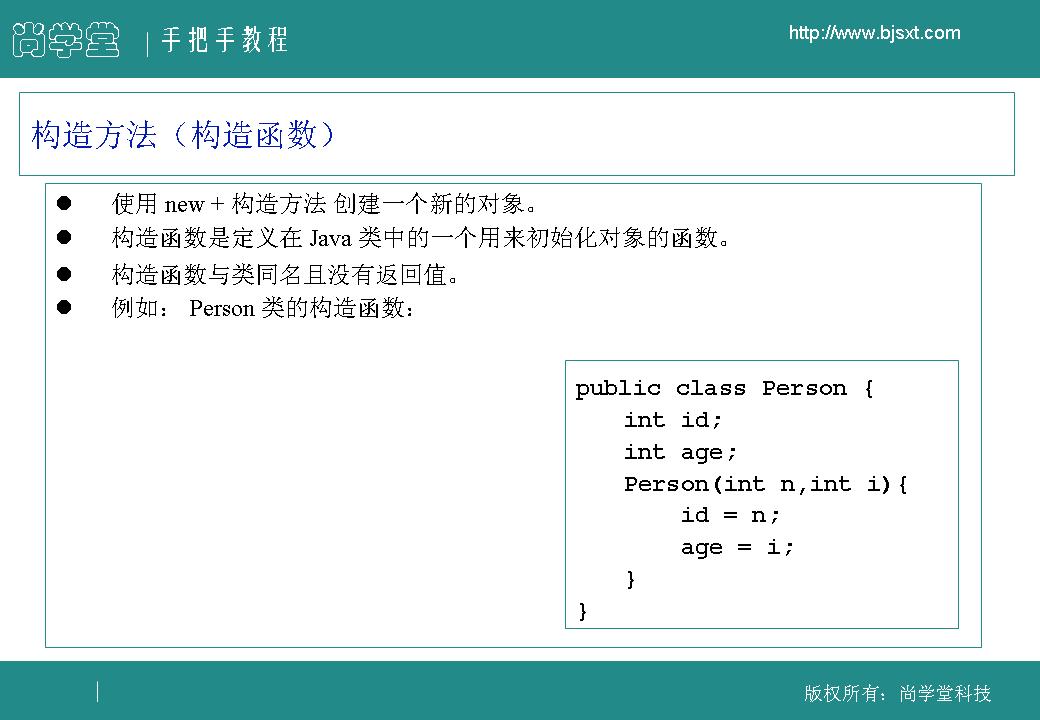 尚学堂 手把手教程
http://www.bjsxt.com
构造方法（构造函数）
使用 new + 构造方法 创建一个新的对象。
构造函数是定义在 Java 类中的一个用来初始化对象的函数。
构造函数与类同名且没有返回值。
例如： Person 类的构造函数：
public class Person {
int id;
int age;
Person(int n,int i){
id = n;
age = i;
}
}
版权所有：尚学堂科技